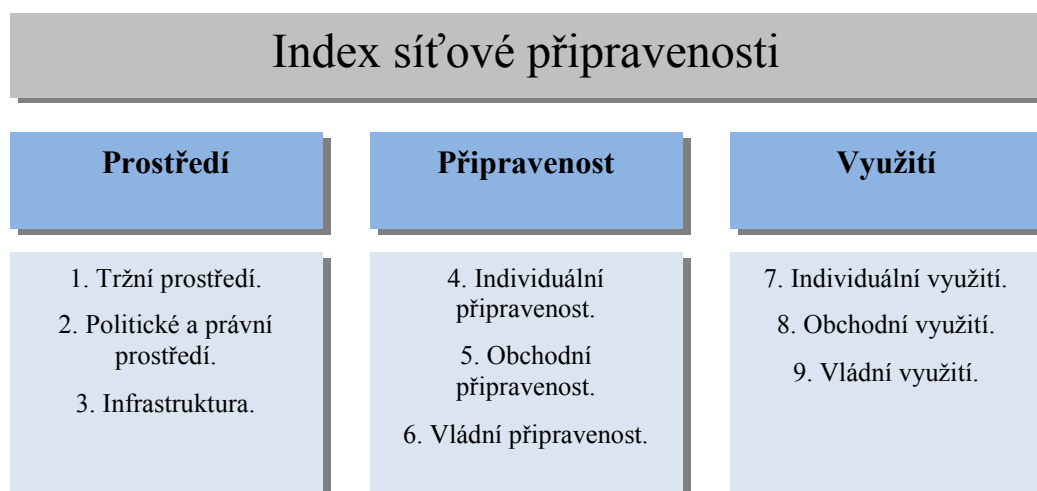 Index síťové připravenosti
Prostředí
1. Tržní prostředí.
2. Politické a právní
prostředí.
3. Infrastruktura.
Připravenost
4. Individuální
připravenost.
5. Obchodní
připravenost.
6. Vládní připravenost.
Využití
7. Individuální využití.
8. Obchodní využití.
9. Vládní využití.